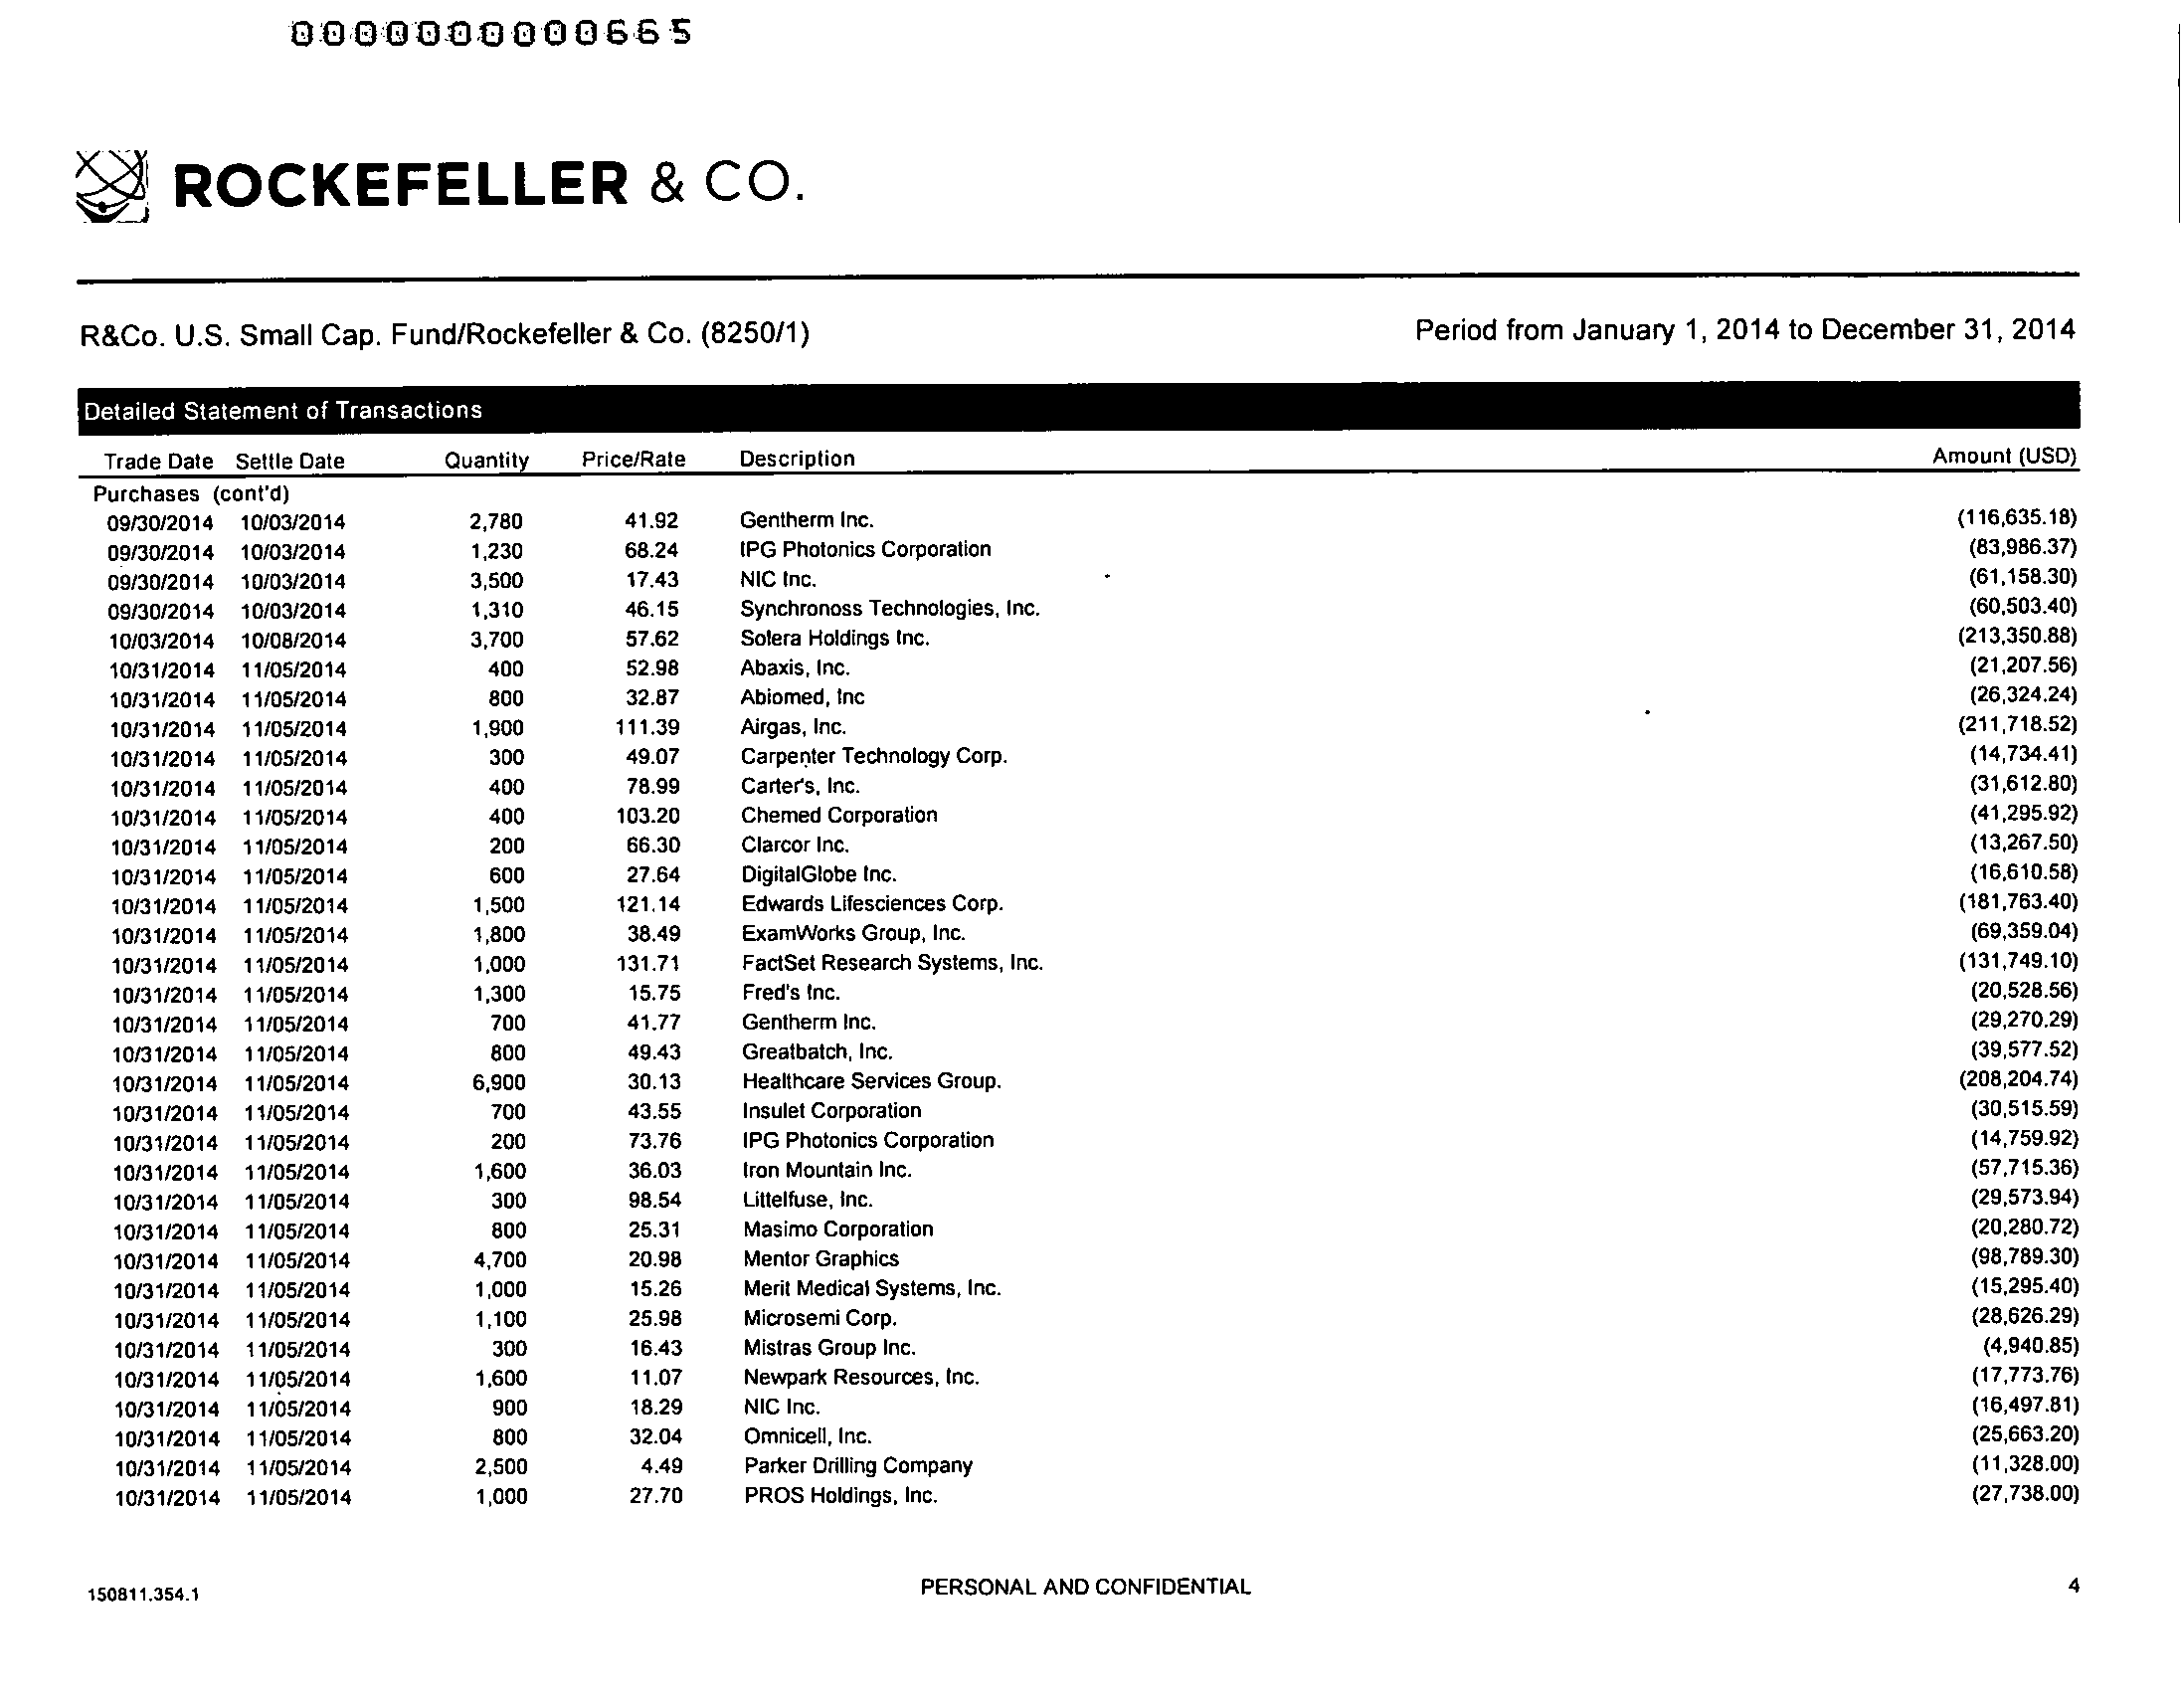 0000000000665
ROCKEFELLER & CO.
R&Co. U.S. Small Cap. Fund/Rockefeller & Co. (8250/1) Period from January 1, 2014 to December 31, 2014
Detailed Statement of Transactions
Trade Date Settle Date Quantity Price/Rate Description Amount (USD)
Purchases (cont'd)
09/30/2014 10/03/2014 2,780 41.92 Gentherm Inc. (116,635.18)
09/30/2014 10/03/2014 1,230 68.24 IPG Photonics Corporation (83,986.37)
09/30/2014 10/03/2014 3,500 17.43 NIC Inc. (61,158.30)
09/30/2014 10/03/2014 1,310 46.15 Synchronoss Technologies, Inc. (60,503.40)
10/03/2014 10/08/2014 3,700 57.62 Solera Holdings Inc. (213,350.88)
10/31/2014 11/05/2014 400 52.98 Abaxis, Inc. (21,207.56)
10/31/2014 11/05/2014 800 32.87 Abiomed, Inc (26,324.24)
10/31/2014 11/05/2014 1,900 111.39 Airgas, Inc. (211,718.52)
10/31/2014 11/05/2014 300 49.07 Carpenter Technology Corp. (14,734.41)
10/31/2014 11/05/2014 400 78.99 Carter's, Inc. (31,612.80)
10/31/2014 11/05/2014 400 103.20 Chemed Corporation (41,295.92)
10/31/2014 11/05/2014 200 66.30 Clarcor Inc. (13,267.50)
10/31/2014 11/05/2014 600 27.64 DigitalGlobe Inc. (16,610.58)
10/31/2014 11/05/2014 1,500 121.14 Edwards Lifesciences Corp. (181,763.40)
10/31/2014 11/05/2014 1,800 38.49 ExamWorks Group, Inc. (69,359.04)
10/31/2014 11/05/2014 1,000 131.71 FactSet Research Systems, Inc. (131,749.10)
10/31/2014 11/05/2014 1,300 15.75 Fred's Inc. (20,528.56)
10/31/2014 11/05/2014 700 41.77 Gentherm Inc. (29,270.29)
10/31/2014 11/05/2014 800 49.43 Greatbatch, Inc. (39,577.52)
10/31/2014 11/05/2014 6,900 30.13 Healthcare Services Group. (208,204.74)
10/31/2014 11/05/2014 700 43.55 Insulet Corporation (30,515.59)
10/31/2014 11/05/2014 200 73.76 IPG Photonics Corporation (14,759.92)
10/31/2014 11/05/2014 1,600 36.03 Iron Mountain Inc. (57,715.36)
10/31/2014 11/05/2014 300 98.54 Littelfuse, Inc. (29,573.94)
10/31/2014 11/05/2014 800 25.31 Masimo Corporation (20,280.72)
10/31/2014 11/05/2014 4,700 20.98 Mentor Graphics (98,789.30)
10/31/2014 11/05/2014 1,000 15.26 Merit Medical Systems, Inc. (15,295.40)
10/31/2014 11/05/2014 1,100 25.98 Microsemi Corp. (28,626.29)
10/31/2014 11/05/2014 300 16.43 Mistras Group Inc. (4,940.85)
10/31/2014 11/05/2014 1,600 11.07 Newpark Resources, Inc. (17,773.76)
10/31/2014 11/05/2014 900 18.29 NIC Inc. (16,497.81)
10/31/2014 11/05/2014 800 32.04 Omnicell, Inc. (25,663.20)
10/31/2014 11/05/2014 2,500 4.49 Parker Drilling Company (11,328.00)
10/31/2014 11/05/2014 1,000 27.70 PROS Holdings, Inc. (27,738.00)
150811.354.1 PERSONAL AND CONFIDENTIAL 4